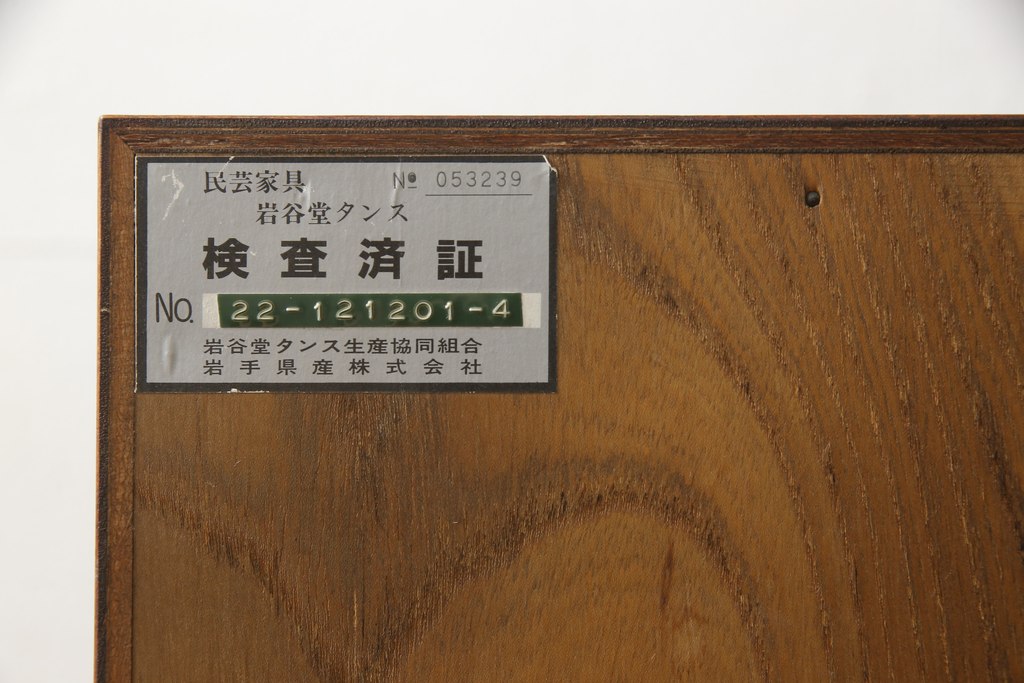 民芸家具 № 053239
岩谷堂タンス
検査済証
No. 22-121201-4
岩谷堂タンス生産協同組合
岩手県産株式会社